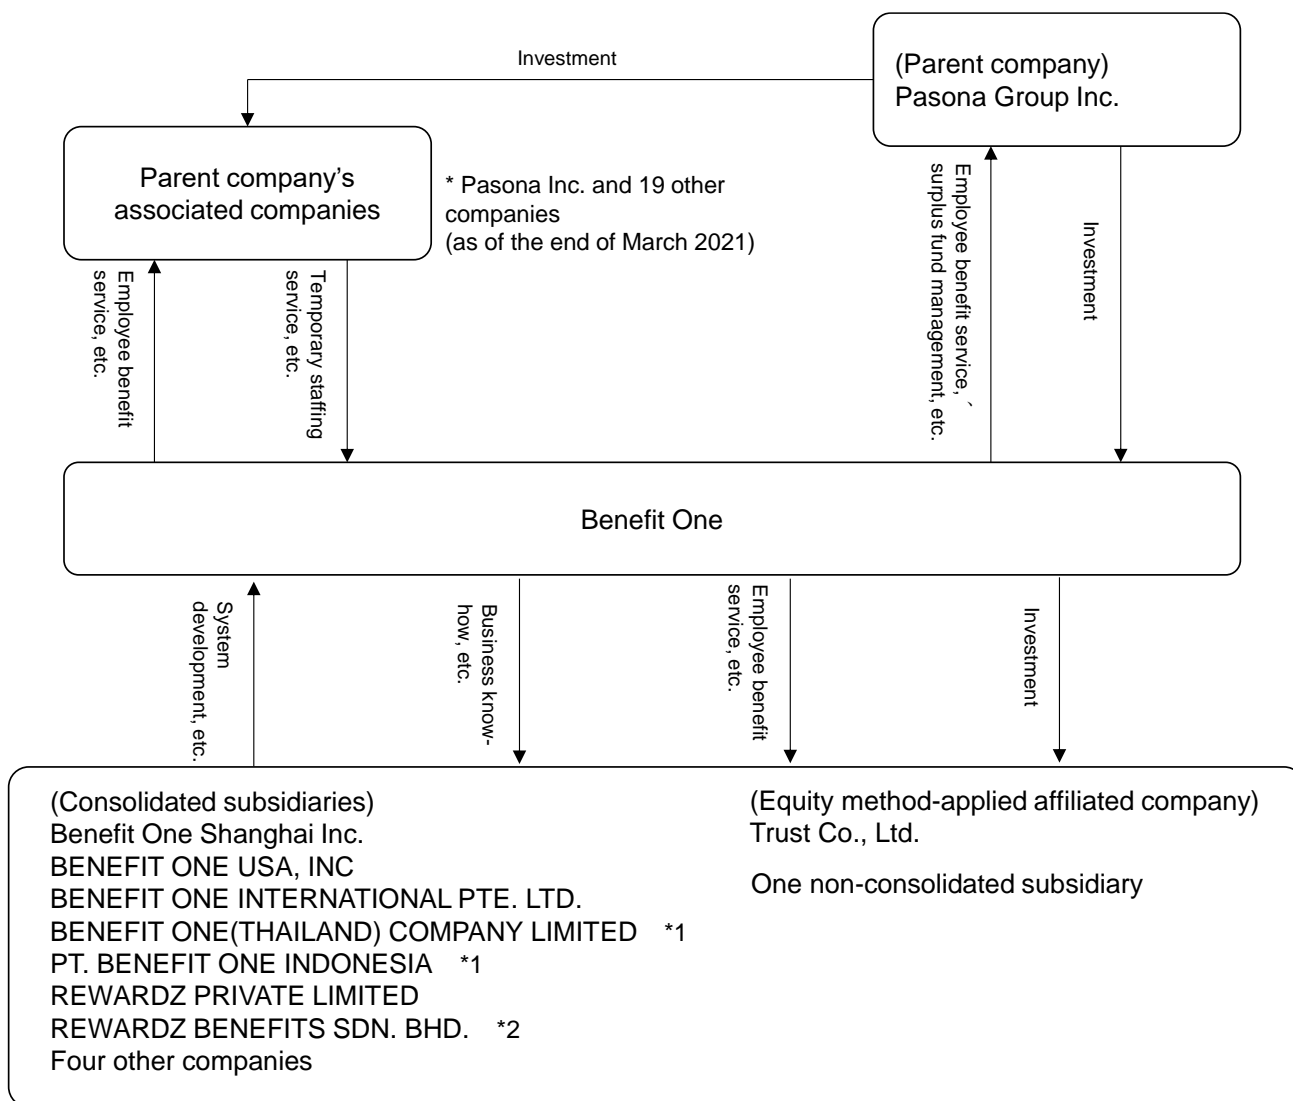 Investment
(Parent company)
Pasona Group Inc.
Parent company’s
associated companies
* Pasona Inc. and 19 other
companies
(as of the end of March 2021)
Employee benefit
service, etc.
Temporary staffing
service, etc.
Employee benefit service, ´
surplus fund management, etc.
Investment
Benefit One
System
development, etc.
Business know-
how, etc.
Employee benefit
service, etc.
Investment
(Consolidated subsidiaries)
Benefit One Shanghai Inc.
BENEFIT ONE USA, INC
BENEFIT ONE INTERNATIONAL PTE. LTD.
BENEFIT ONE(THAILAND) COMPANY LIMITED *1
PT. BENEFIT ONE INDONESIA *1
REWARDZ PRIVATE LIMITED
REWARDZ BENEFITS SDN. BHD. *2
Four other companies
(Equity method-applied affiliated company)
Trust Co., Ltd.
One non-consolidated subsidiary